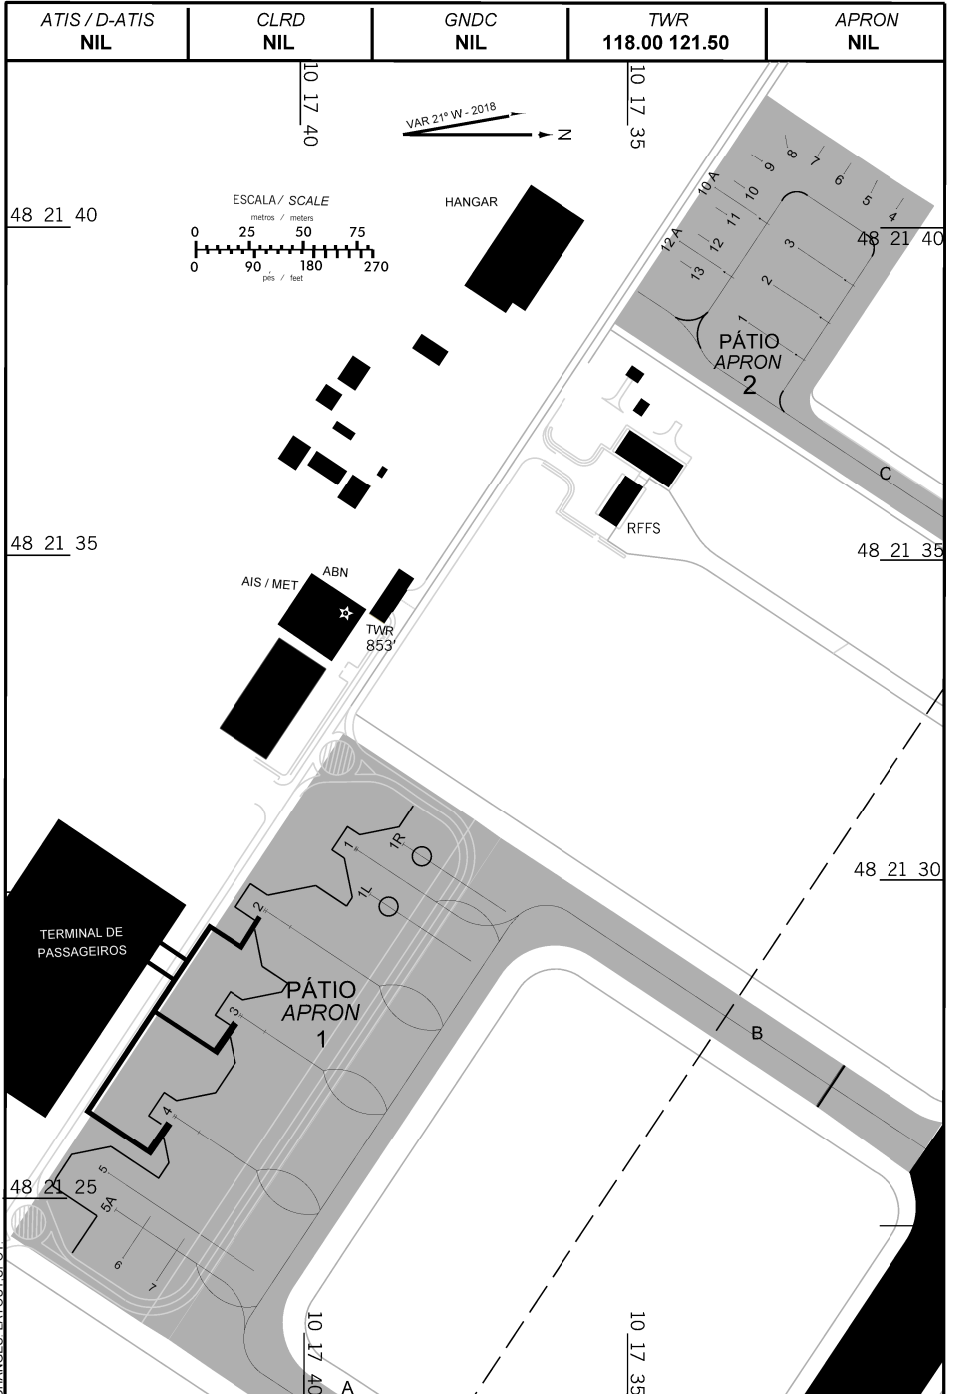 ATIS / D-ATIS
NIL
CLRD
NIL
GNDC
NIL
TWR
118.00 121.50
APRON
NIL
10 17 40
10 17 35
VAR 21º W - 2018
N
ESCALA / SCALE
metros / meters
0 25 50 75
0 90 180 270
pés / feet
HANGAR
48 21 40
48 21 40
8
7
9
6
10 A
10
5
4
11
12 A
12
3
13
2
1
PÁTIO
APRON
2
C
RFFS
48 21 35
48 21 35
ABN
AIS / MET
TWR
853'
48 21 30
1
1R
1L
2
TERMINAL DE
PASSAGEIROS
PÁTIO
APRON
1
3
B
4
5
48 21 25
5A
6
7
10 17 40
10 17 35
A